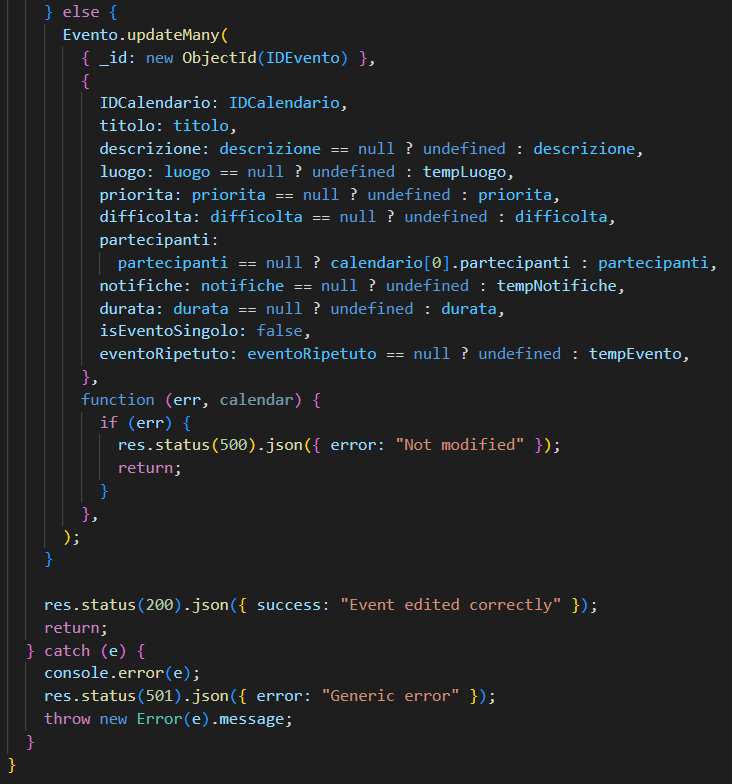 } else {
Evento.updateMany(
{ _id: new ObjectId(IDEvento) },
{
IDCalendario: IDCalendario,
titolo: titolo,
descrizione: descrizione == null ? undefined : descrizione,
luogo: luogo == null ? undefined : tempLuogo,
priorita: priorita == null ? undefined : priorita,
difficolta: difficolta == null ? undefined : difficolta,
partecipanti:
partecipanti == null ? calendario[0].partecipanti : partecipanti,
notifiche: notifiche == null ? undefined : tempNotifiche,
durata: durata == null ? undefined : durata,
isEventoSingolo: false,
eventoRipetuto: eventoRipetuto == null ? undefined : tempEvento,
},
function (err, calendar) {
if (err) {
res.status(500).json({ error: "Not modified" });
return;
}
},
);
}
res.status(200).json({ success: "Event edited correctly" });
return;
} catch (e) {
console.error(e);
res.status(501).json({ error: "Generic error" });
throw new Error(e).message;
}
}